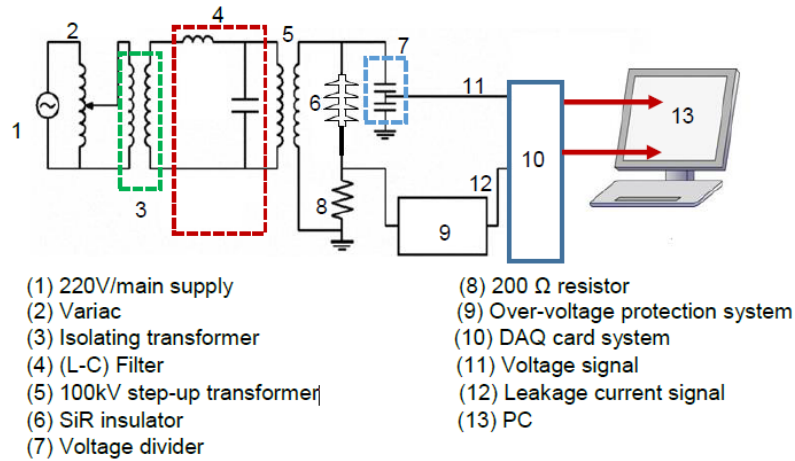 4
2
5
7
11
6
13
1
10
12
3
8
9
(1) 220V/main supply
(2) Variac
(3) Isolating transformer
(4) (L-C) Filter
(5) 100kV step-up transformer
(6) SiR insulator
(7) Voltage divider
(8) 200 Ω resistor
(9) Over-voltage protection system
(10) DAQ card system
(11) Voltage signal
(12) Leakage current signal
(13) PC